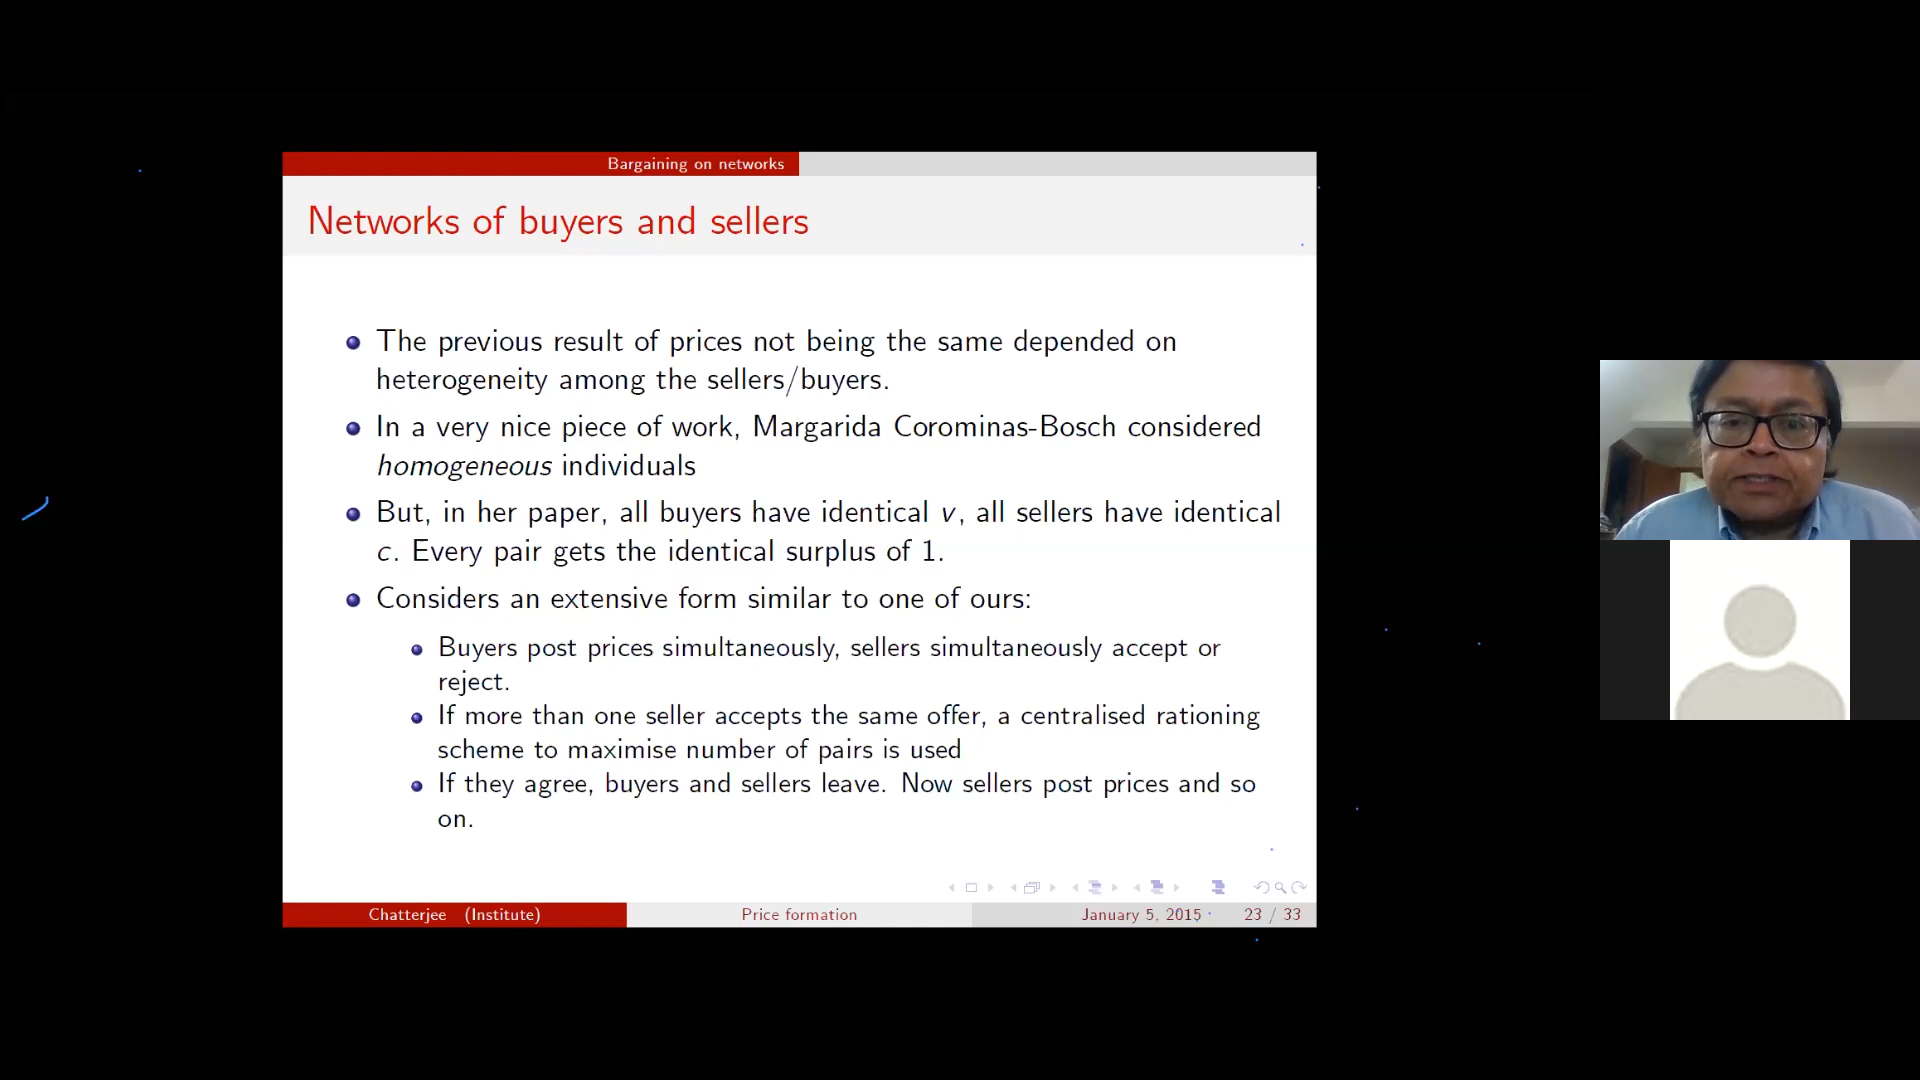 Bargaining on networks
Networks of buyers and sellers
The previous result of prices not being the same depended on
heterogeneity among the sellers/buyers.
In a very nice piece of work, Margarida Corominas-Bosch considered
homogeneous individuals
But, in her paper, all buyers have identical v, all sellers have identical
c. Every pair gets the identical surplus of 1.
Considers an extensive form similar to one of ours:
Buyers post prices simultaneously, sellers simultaneously accept or
reject.
If more than one seller accepts the same offer, a centralised rationing
scheme to maximise number of pairs is used
If they agree, buyers and sellers leave. Now sellers post prices and so
on.
Chatterjee (Institute) Price formation January 5, 2015 23 / 33